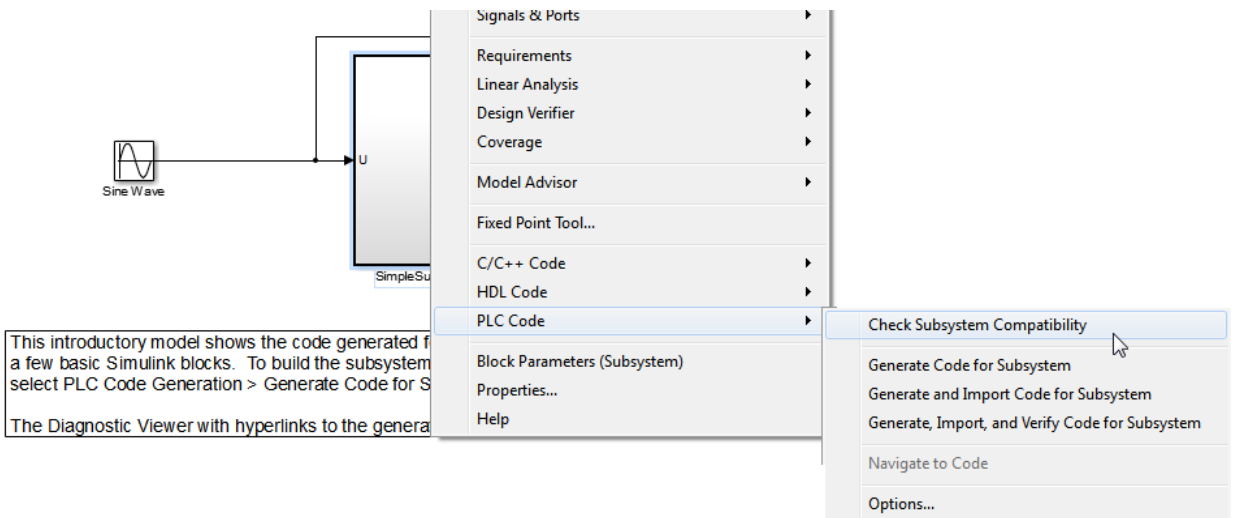 Signals & Ports
Requirements
Linear Analysis
Design Verifier
Coverage
Model Advisor
Fixed Point Tool...
C/C++ Code
HDL Code
PLC Code
Block Parameters (Subsystem)
Properties...
Help
Check Subsystem Compatibility
Generate Code for Subsystem
Generate and Import Code for Subsystem
Generate, Import, and Verify Code for Subsystem
Navigate to Code
Options...
U
Sine Wave
SimpleSu
This introductory model shows the code generated f
a few basic Simulink blocks. To build the subsystem
select PLC Code Generation > Generate Code for S
The Diagnostic Viewer with hyperlinks to the genera